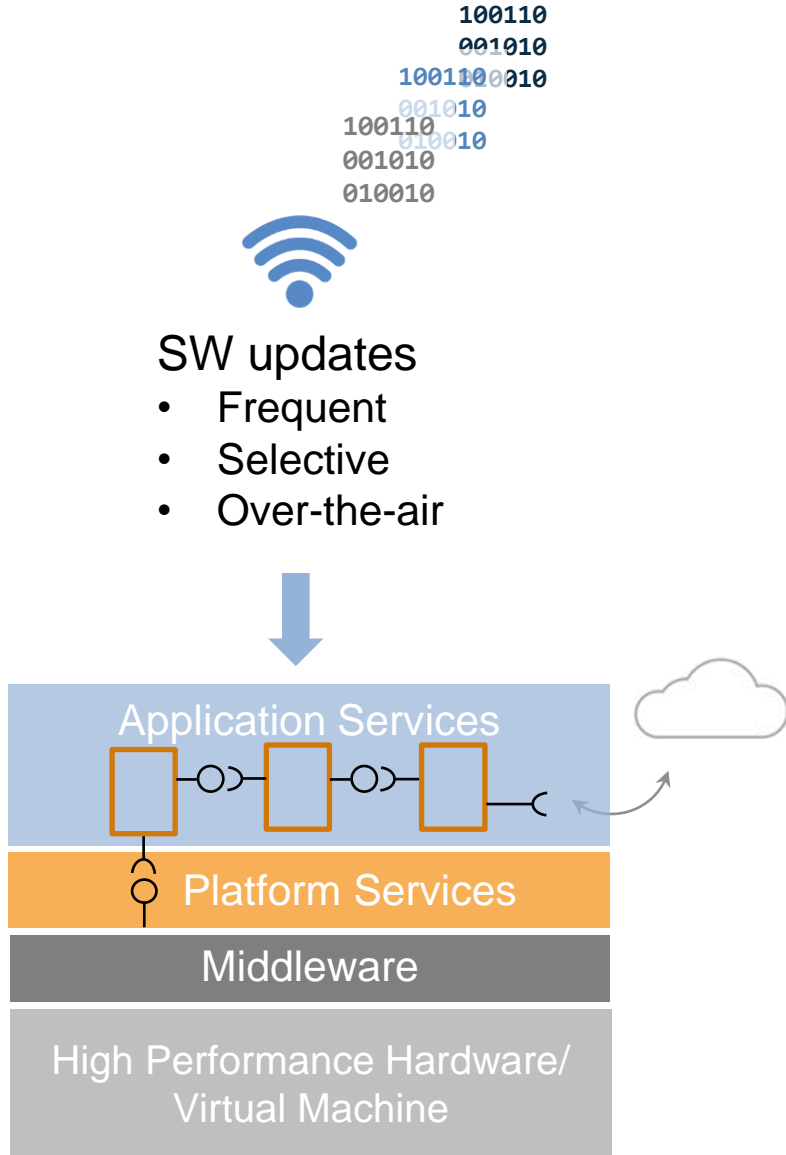 100110
001010
010010
100110
001010
010010
100110
001010
010010
SW updates
• Frequent
• Selective
• Over-the-air
Application Services
Platform Services
Middleware
High Performance Hardware/
Virtual Machine